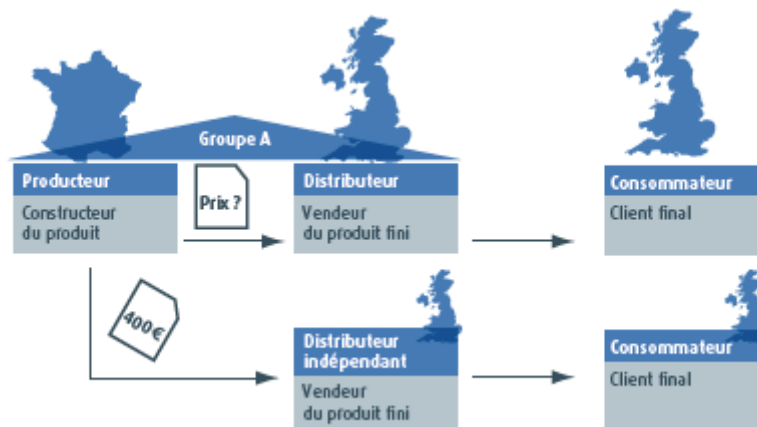 Groupe A
Producteur
Constructeur
du produit
Prix ?
Distributeur
Vendeur
du produit fini
Consommateur
Client final
400 €
Distributeur
indépendant
Vendeur
du produit fini
Consommateur
Client final